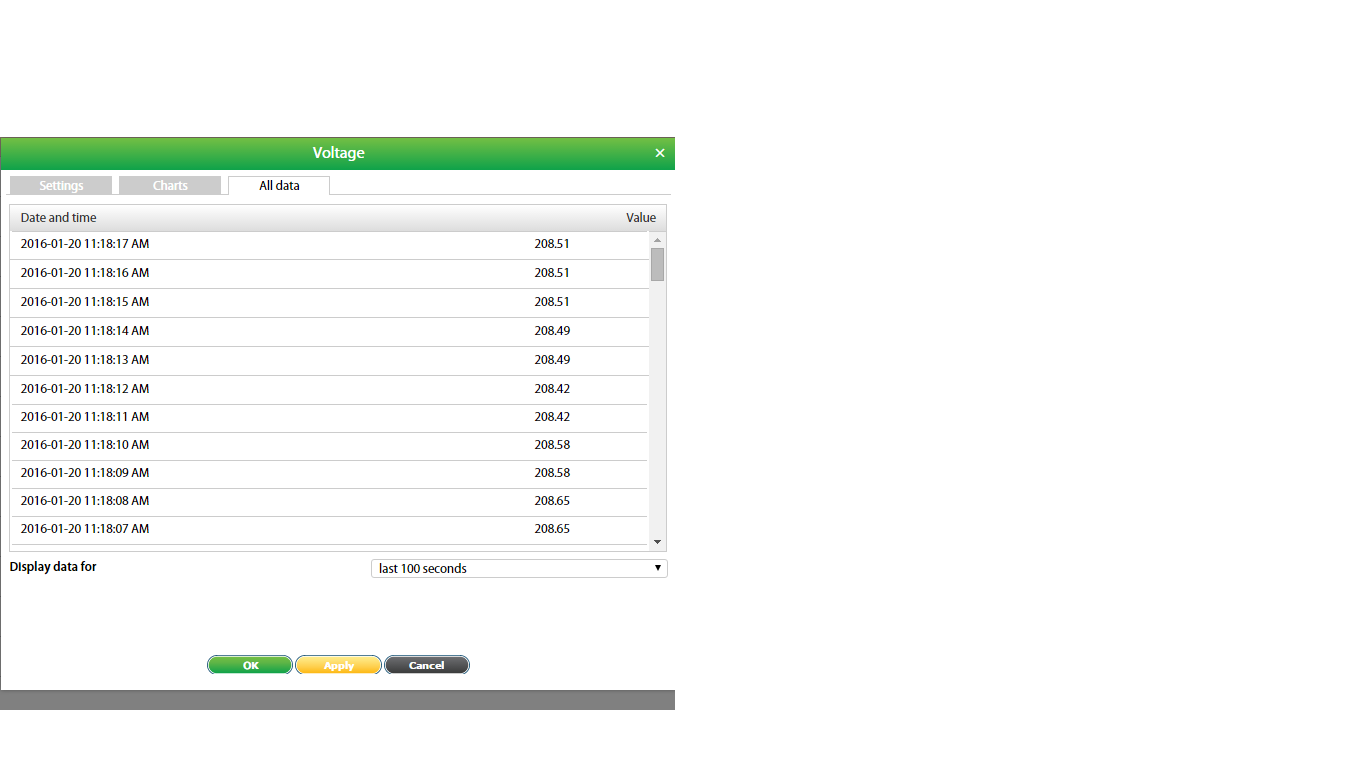 Voltage ×
Settings Charts All data
Date and time Value
2016-01-20 11:18:17 AM 208.51
2016-01-20 11:18:16 AM 208.51
2016-01-20 11:18:15 AM 208.51
2016-01-20 11:18:14 AM 208.49
2016-01-20 11:18:13 AM 208.49
2016-01-20 11:18:12 AM 208.42
2016-01-20 11:18:11 AM 208.42
2016-01-20 11:18:10 AM 208.58
2016-01-20 11:18:09 AM 208.58
2016-01-20 11:18:08 AM 208.65
2016-01-20 11:18:07 AM 208.65
DIsplay data for last 100 seconds
OK Apply Cancel